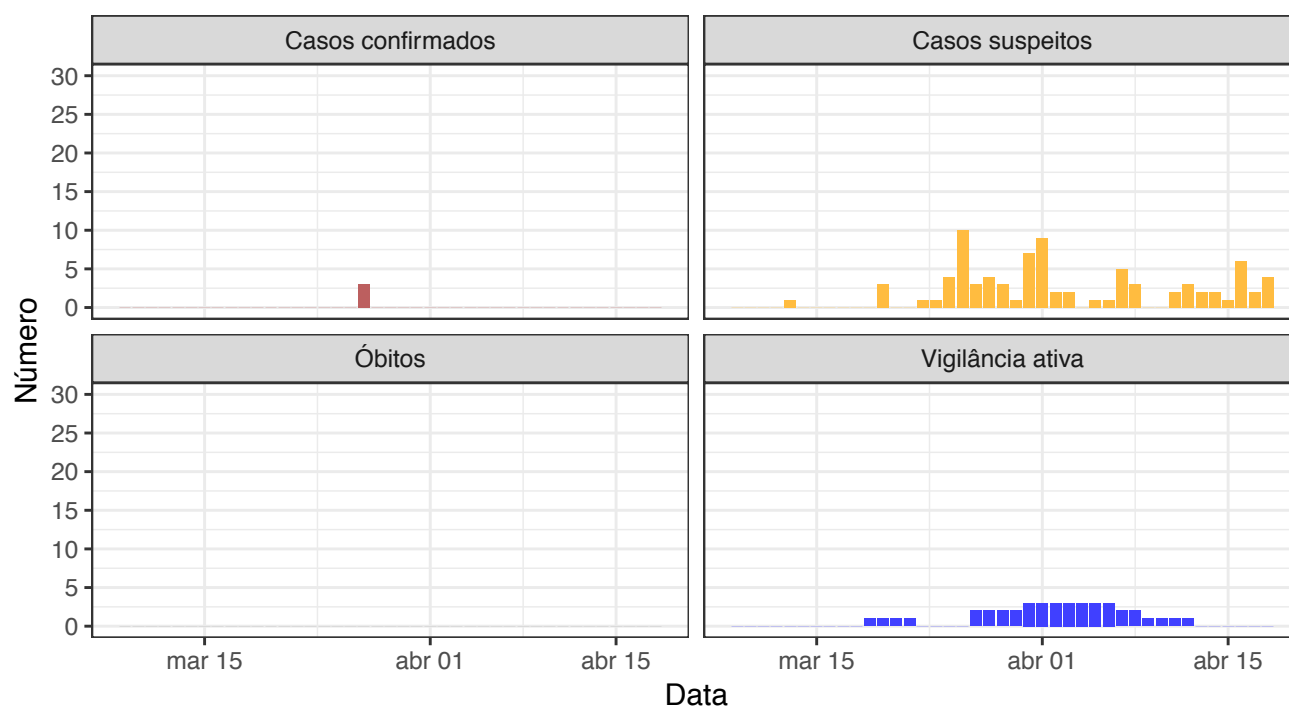 Casos confirmados
Casos suspeitos
30
25
20
15
10
5
0
Óbitos
Vigilância ativa
30
25
20
15
10
5
0
Número
mar 15
abr 01
abr 15
mar 15
abr 01
abr 15
Data